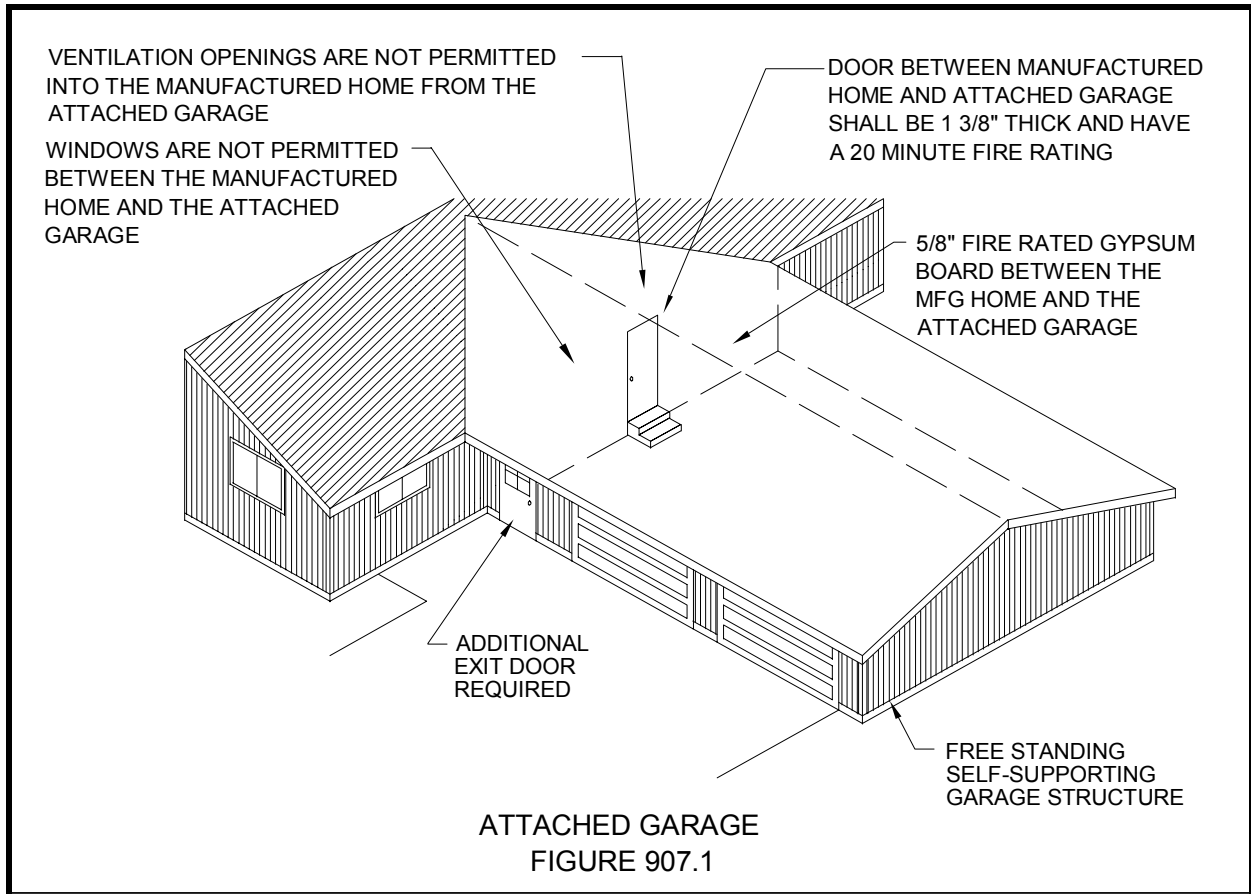 VENTILATION OPENINGS ARE NOT PERMITTED
INTO THE MANUFACTURED HOME FROM THE
ATTACHED GARAGE
WINDOWS ARE NOT PERMITTED
BETWEEN THE MANUFACTURED
HOME AND THE ATTACHED
GARAGE
DOOR BETWEEN MANUFACTURED
HOME AND ATTACHED GARAGE
SHALL BE 1 3/8" THICK AND HAVE
A 20 MINUTE FIRE RATING
5/8" FIRE RATED GYPSUM
BOARD BETWEEN THE
MFG HOME AND THE
ATTACHED GARAGE
ADDITIONAL
EXIT DOOR
REQUIRED
FREE STANDING
SELF-SUPPORTING
GARAGE STRUCTURE
ATTACHED GARAGE
FIGURE 907.1